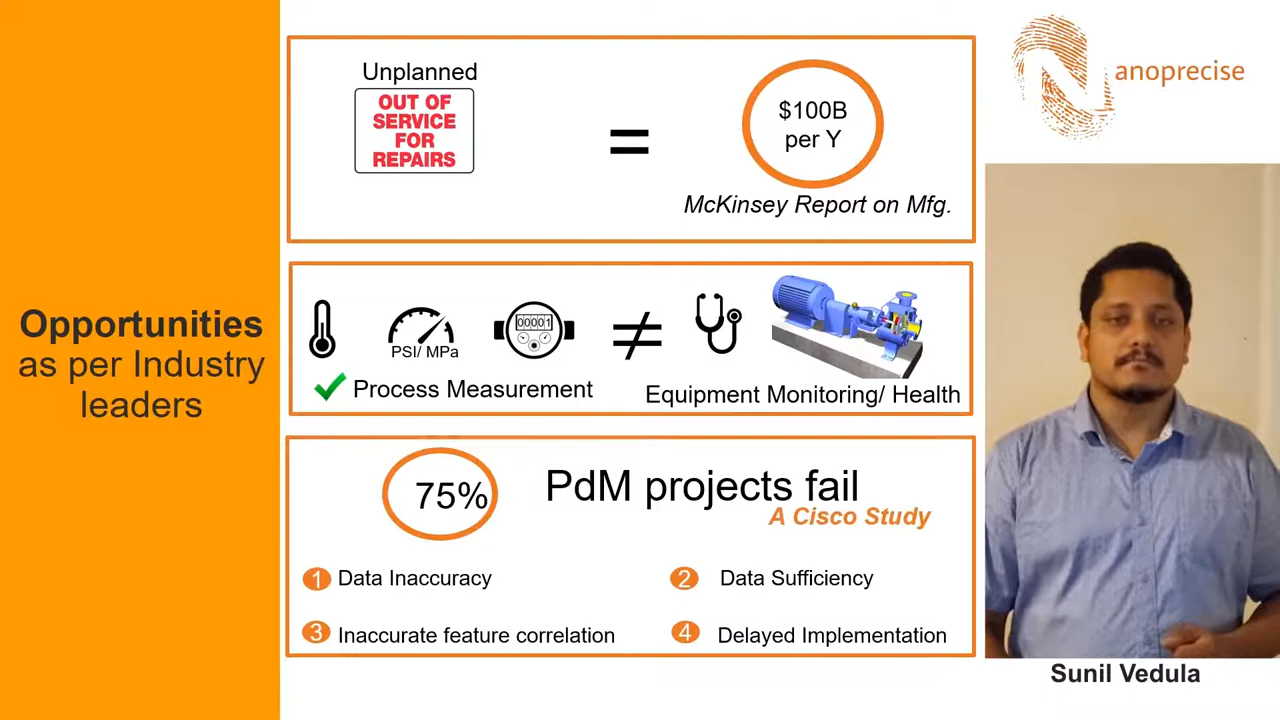 Opportunities
as per Industry
leaders
Unplanned
OUT OF
SERVICE
FOR
REPAIRS
=
$100B
per Y
McKinsey Report on Mfg.
PSI/ MPa
00001
≠
Process Measurement
Equipment Monitoring/ Health
75%
PdM projects fail
A Cisco Study
1 Data Inaccuracy
2 Data Sufficiency
3 Inaccurate feature correlation
4 Delayed Implementation
Nanoprecise
Sunil Vedula